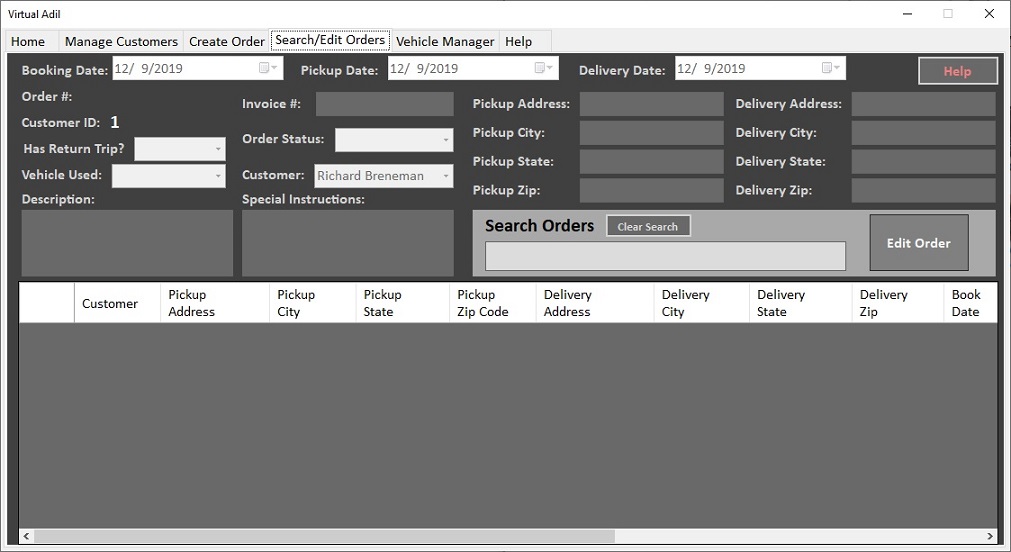 Virtual Adil
Home Manage Customers Create Order Search/Edit Orders Vehicle Manager Help
Booking Date: 12/ 9/2019 Pickup Date: 12/ 9/2019 Delivery Date: 12/ 9/2019 Help
Order #:
Invoice #: Pickup Address: Delivery Address:
Customer ID: 1
Order Status: Pickup City: Delivery City:
Has Return Trip?
Pickup State: Delivery State:
Vehicle Used: Customer: Richard Breneman
Pickup Zip: Delivery Zip:
Description: Special Instructions:
Search Orders Clear Search
Edit Order
Customer Pickup Address Pickup City Pickup State Pickup Zip Code Delivery Address Delivery City Delivery State Delivery Zip Book Date